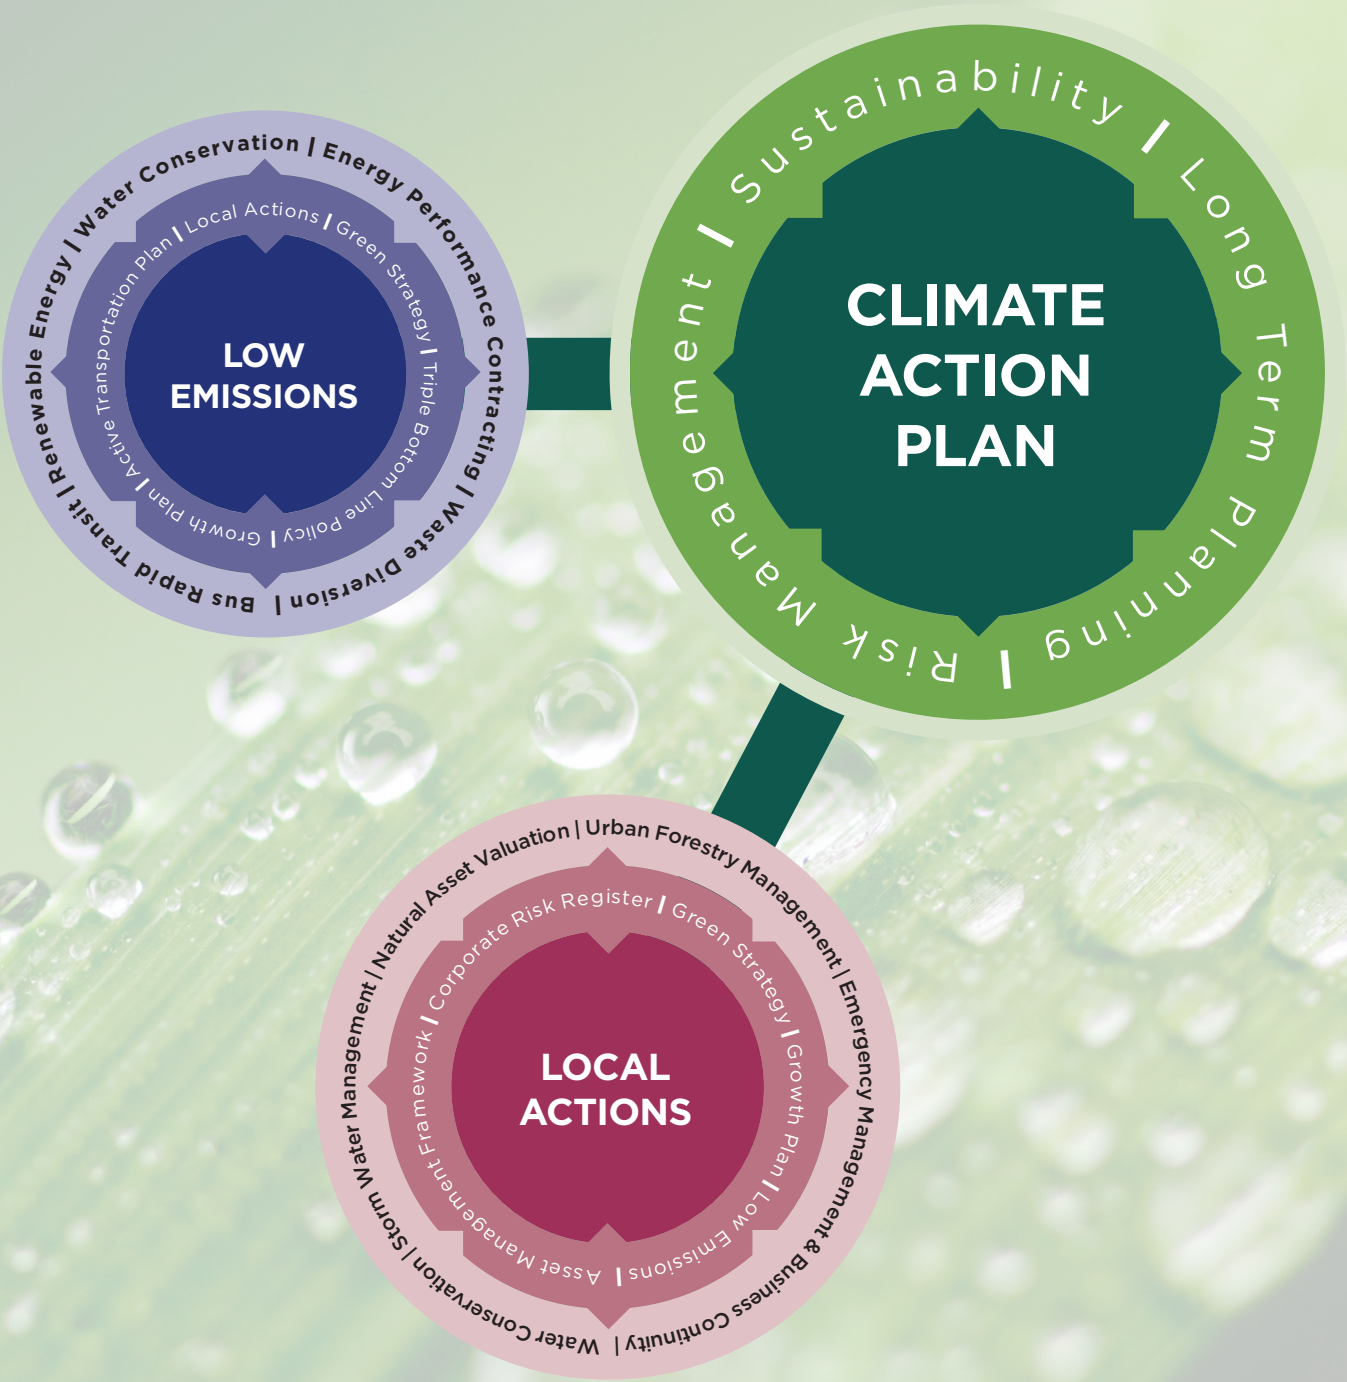 Sustainability | Long Term Planning | Risk Management |
CLIMATE
ACTION
PLAN
Water Conservation | Energy Performance Contracting | Waste Diversion | Bus Rapid Transit | Renewable Energy |
Local Actions | Green Strategy | Triple Bottom Line Policy | Growth Plan | Active Transportation Plan |
LOW
EMISSIONS
Urban Forestry Management | Emergency Management & Business Continuity | Water Conservation | Storm Water Management | Natural Asset Valuation |
Corporate Risk Register | Green Strategy | Growth Plan | Low Emissions | Asset Management Framework |
LOCAL
ACTIONS